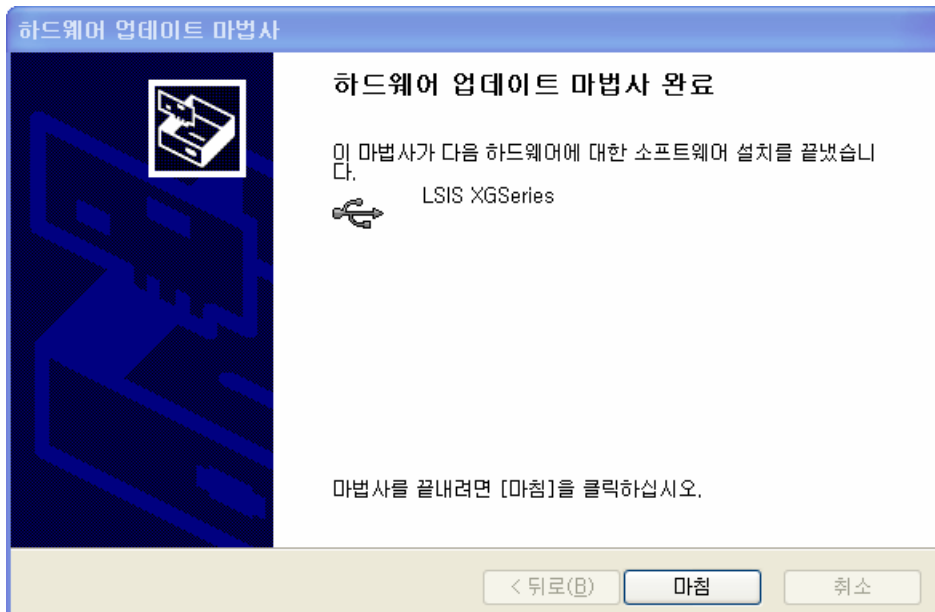 하드웨어 업데이트 마법사
하드웨어 업데이트 마법사 완료
이 마법사가 다음 하드웨어에 대한 소프트웨어 설치를 끝냈습니
다.
LSIS XGSeries
마법사를 끝내려면 [마침]을 클릭하십시오.
< 뒤로(B) 마침 취소